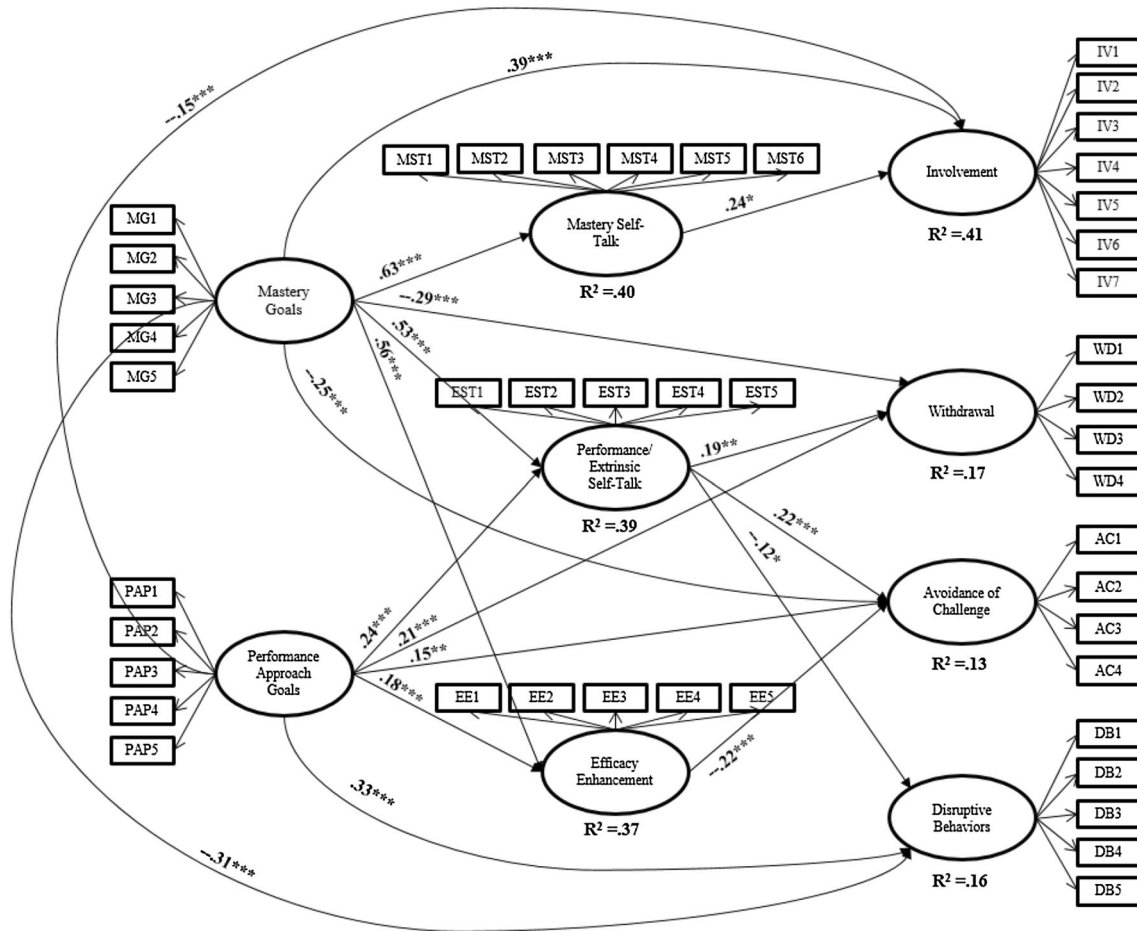 --.15***
.39***
IV1
IV2
IV3
IV4
IV5
IV6
IV7
MST1
MST2
MST3
MST4
MST5
MST6
Involvement
R² =.41
.24*
Mastery Self-
Talk
R² =.40
MG1
MG2
MG3
MG4
MG5
Mastery
Goals
.63***
--.29***
.53***
.56***
--.25***
EST1
EST2
EST3
EST4
EST5
WD1
WD2
WD3
WD4
Withdrawal
R² =.17
Performance/
Extrinsic
Self-Talk
R² =.39
.19**
.22***
--.12*
AC1
AC2
AC3
AC4
Avoidance of
Challenge
R² =.13
PAP1
PAP2
PAP3
PAP4
PAP5
Performance
Approach
Goals
.24***
.21***
.15**
.18***
EE1
EE2
EE3
EE4
EE5
Efficacy
Enhancement
R² =.37
--.22***
.33***
--.31***
DB1
DB2
DB3
DB4
DB5
Disruptive
Behaviors
R² =.16